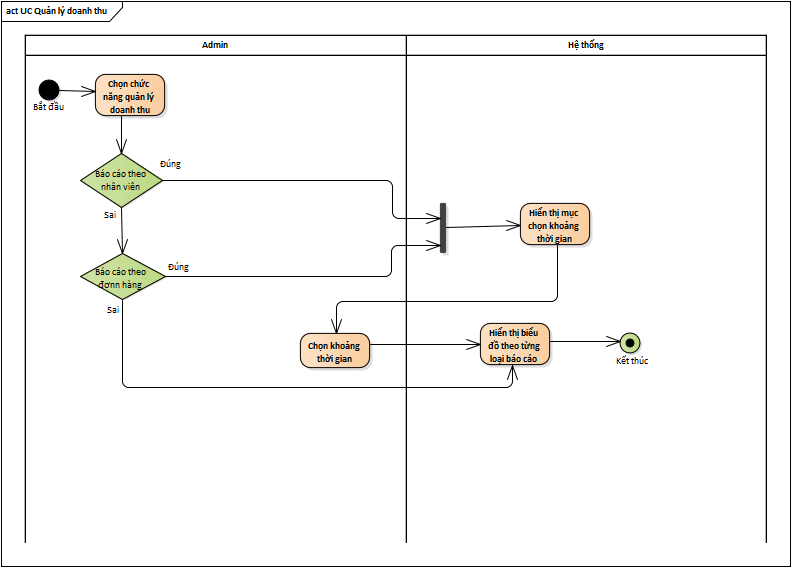 act UC Quản lý doanh thu
Admin
Hệ thống
Bắt đầu
Chọn chức
năng quản lý
doanh thu
Báo cáo theo
nhân viên
Đúng
Sai
Hiển thị mục
chọn khoảng
thời gian
Báo cáo theo
đơnn hàng
Đúng
Sai
Chọn khoảng
thời gian
Hiển thị biểu
đồ theo từng
loại báo cáo
Kết thúc